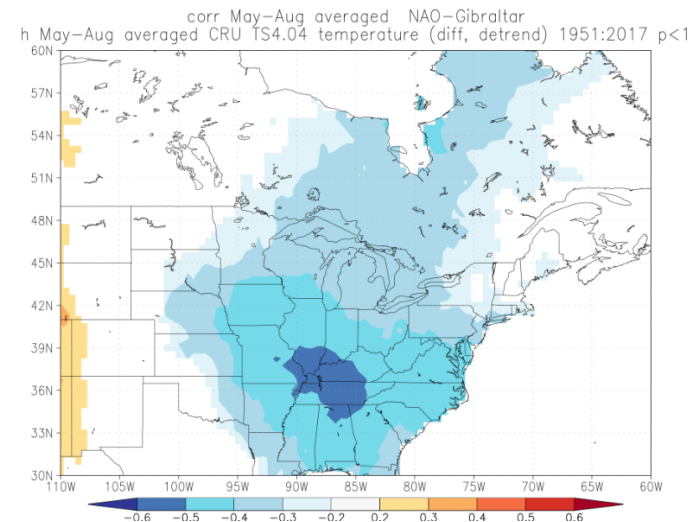 corr May-Aug averaged NAO-Gibraltar
h May-Aug averaged CRU TS4.04 temperature (diff, detrend) 1951:2017 p<1
60N
57N
54N
51N
48N
45N
42N
39N
36N
33N
30N
110W 105W 100W 95W 90W 85W 80W 75W 70W 65W 60W
-0.6 -0.5 -0.4 -0.3 -0.2 0.2 0.3 0.4 0.5 0.6